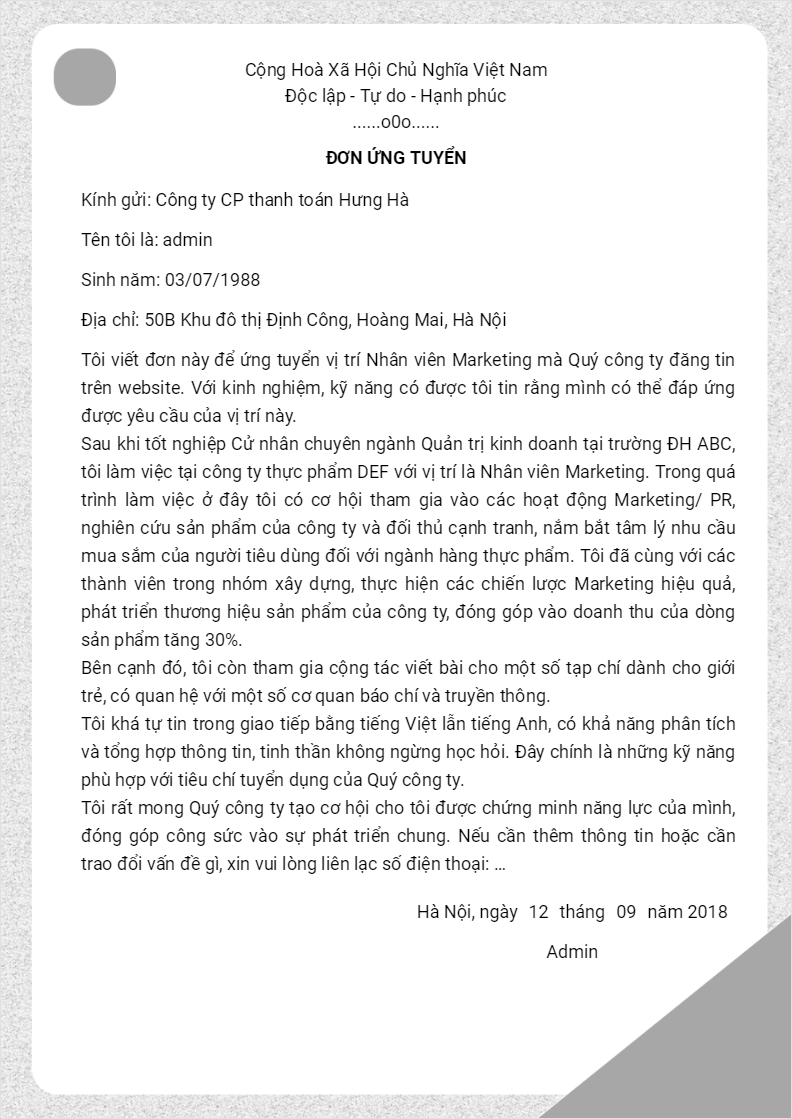 Cộng Hoà Xã Hội Chủ Nghĩa Việt Nam
Độc lập - Tự do - Hạnh phúc
......o0o......
ĐƠN ỨNG TUYỂN
Kính gửi: Công ty CP thanh toán Hưng Hà
Tên tôi là: admin
Sinh năm: 03/07/1988
Địa chỉ: 50B Khu đô thị Định Công, Hoàng Mai, Hà Nội
Tôi viết đơn này để ứng tuyển vị trí Nhân viên Marketing mà Quý công ty đăng tin
trên website. Với kinh nghiệm, kỹ năng có được tôi tin rằng mình có thể đáp ứng
được yêu cầu của vị trí này.
Sau khi tốt nghiệp Cử nhân chuyên ngành Quản trị kinh doanh tại trường ĐH ABC,
tôi làm việc tại công ty thực phẩm DEF với vị trí là Nhân viên Marketing. Trong quá
trình làm việc ở đây tôi có cơ hội tham gia vào các hoạt động Marketing/ PR,
nghiên cứu sản phẩm của công ty và đối thủ cạnh tranh, nắm bắt tâm lý nhu cầu
mua sắm của người tiêu dùng đối với ngành hàng thực phẩm. Tôi đã cùng với các
thành viên trong nhóm xây dựng, thực hiện các chiến lược Marketing hiệu quả,
phát triển thương hiệu sản phẩm của công ty, đóng góp vào doanh thu của dòng
sản phẩm tăng 30%.
Bên cạnh đó, tôi còn tham gia cộng tác viết bài cho một số tạp chí dành cho giới
trẻ, có quan hệ với một số cơ quan báo chí và truyền thông.
Tôi khá tự tin trong giao tiếp bằng tiếng Việt lẫn tiếng Anh, có khả năng phân tích
và tổng hợp thông tin, tinh thần không ngừng học hỏi. Đây chính là những kỹ năng
phù hợp với tiêu chí tuyển dụng của Quý công ty.
Tôi rất mong Quý công ty tạo cơ hội cho tôi được chứng minh năng lực của mình,
đóng góp công sức vào sự phát triển chung. Nếu cần thêm thông tin hoặc cần
trao đổi vấn đề gì, xin vui lòng liên lạc số điện thoại: …
Hà Nội, ngày 12 tháng 09 năm 2018
Admin